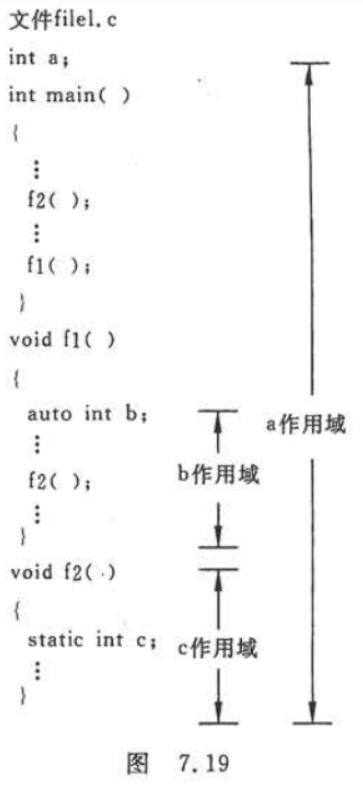 文件file1.c
int a;
int main( )
{
⋮
f2( );
⋮
f1( );
}
void f1( )
{
auto int b;
⋮
f2( );
⋮
}
void f2( )
{
static int c;
⋮
}
a作用域
b作用域
c作用域
图 7.19